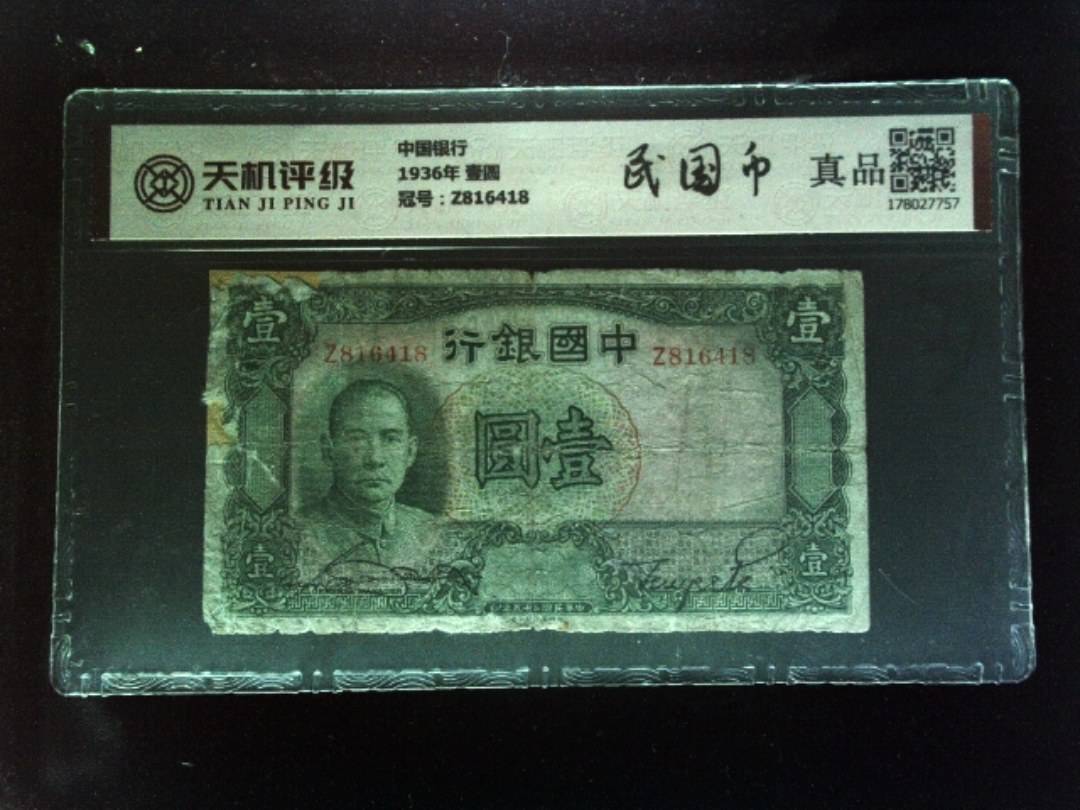 天机评级
TIAN JI PING JI
中国银行
1936年 壹圆
冠号：Z816418
民国币
真品
178027757
壹
壹
Z816418
行銀國中
Z816418
圓壹
壹
壹